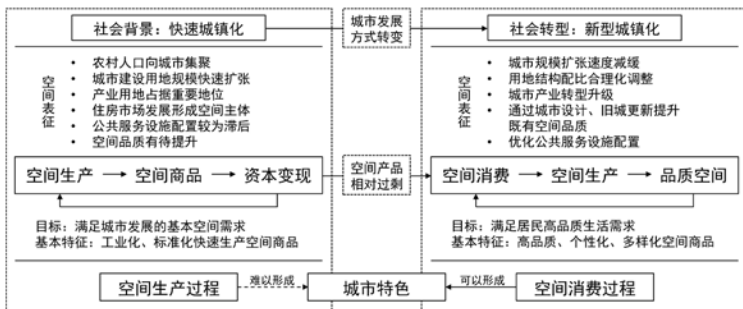 社会背景：快速城镇化
城市发展
方式转变
社会转型：新型城镇化
空间表征
• 农村人口向城市集聚
• 城市建设用地规模快速扩张
• 产业用地占据重要地位
• 住房市场发展形成空间主体
• 公共服务设施配置较为滞后
• 空间品质有待提升
空间表征
• 城市规模扩张速度减缓
• 用地结构配比合理化调整
• 城市产业转型升级
• 通过城市设计、旧城更新提升
既有空间品质
• 优化公共服务设施配置
空间生产 空间商品 资本变现
空间产品
相对过剩
空间消费 空间生产 品质空间
目标：满足城市发展的基本空间需求
基本特征：工业化、标准化快速生产空间商品
目标：满足居民高品质生活需求
基本特征：高品质、个性化、多样化空间商品
空间生产过程
难以形成
城市特色
可以形成
空间消费过程